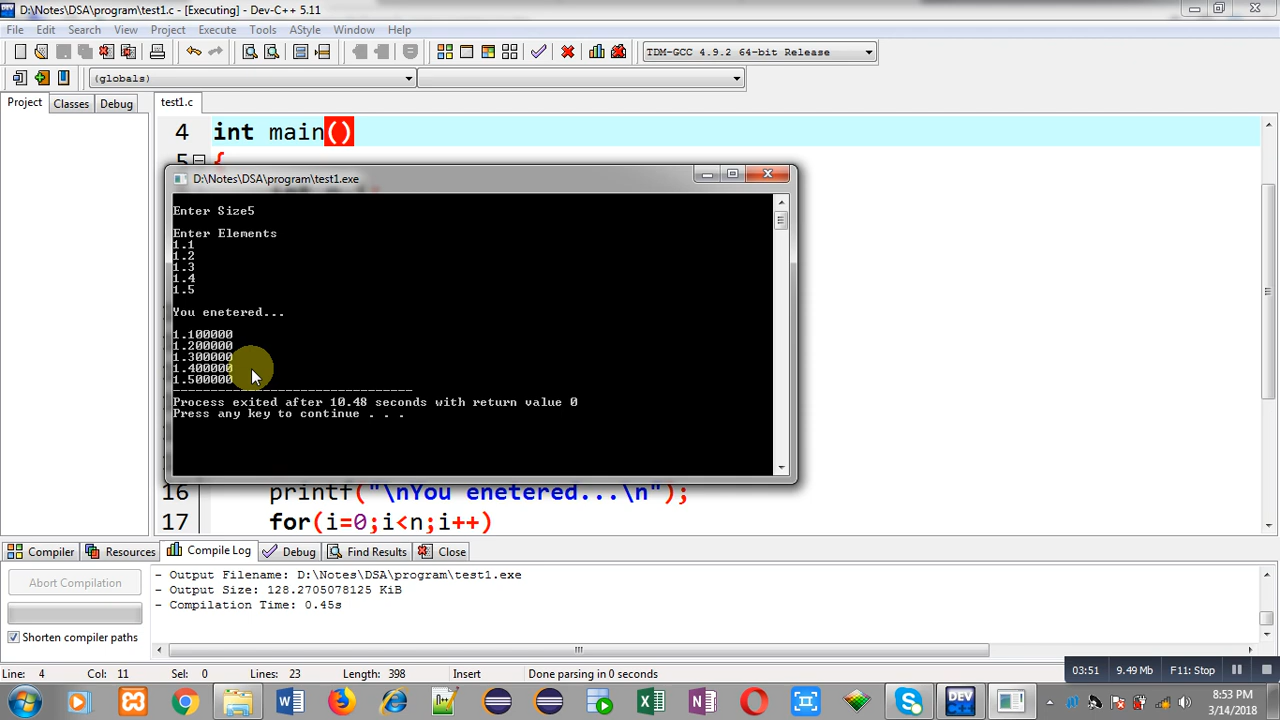 D:\Notes\DSA\program\test1.c - [Executing] - Dev-C++ 5.11
File Edit Search View Project Execute Tools AStyle Window Help
TDM-GCC 4.9.2 64-bit Release
(globals)
Project Classes Debug test1.c
4 int main()
5 {
D:\Notes\DSA\program\test1.exe
Enter Size5
Enter Elements
1.1
1.2
1.3
1.4
1.5
You enetered...
1.100000
1.200000
1.300000
1.400000
1.500000
--------------------------------
Process exited after 10.48 seconds with return value 0
Press any key to continue . . .
16 printf("\nYou enetered...\n");
17 for(i=0;i<n;i++)
Compiler Resources Compile Log Debug Find Results Close
Abort Compilation
Shorten compiler paths
- Output Filename: D:\Notes\DSA\program\test1.exe
- Output Size: 128.2705078125 KiB
- Compilation Time: 0.45s
Line: 4 Col: 11 Sel: 0 Lines: 23 Length: 398 Insert Done parsing in 0 seconds
03:51 9.49 Mb F11: Stop
DEV
8:53 PM
3/14/2018